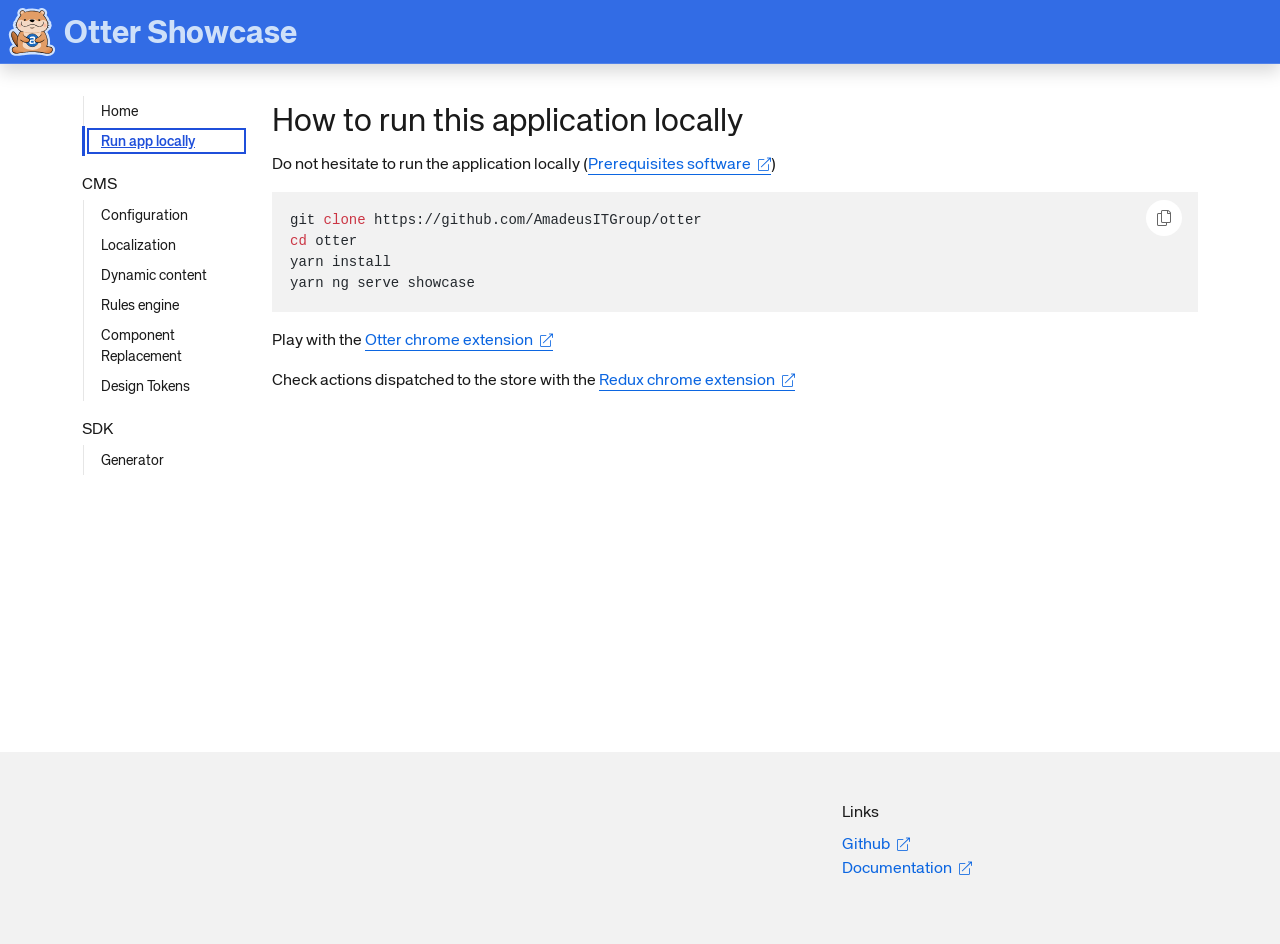 Otter Showcase
Home
Run app locally
CMS
Configuration
Localization
Dynamic content
Rules engine
Component
Replacement
Design Tokens
SDK
Generator
How to run this application locally
Do not hesitate to run the application locally (Prerequisites software)
git clone https://github.com/AmadeusITGroup/otter
cd otter
yarn install
yarn ng serve showcase
Play with the Otter chrome extension
Check actions dispatched to the store with the Redux chrome extension
Links
Github
Documentation